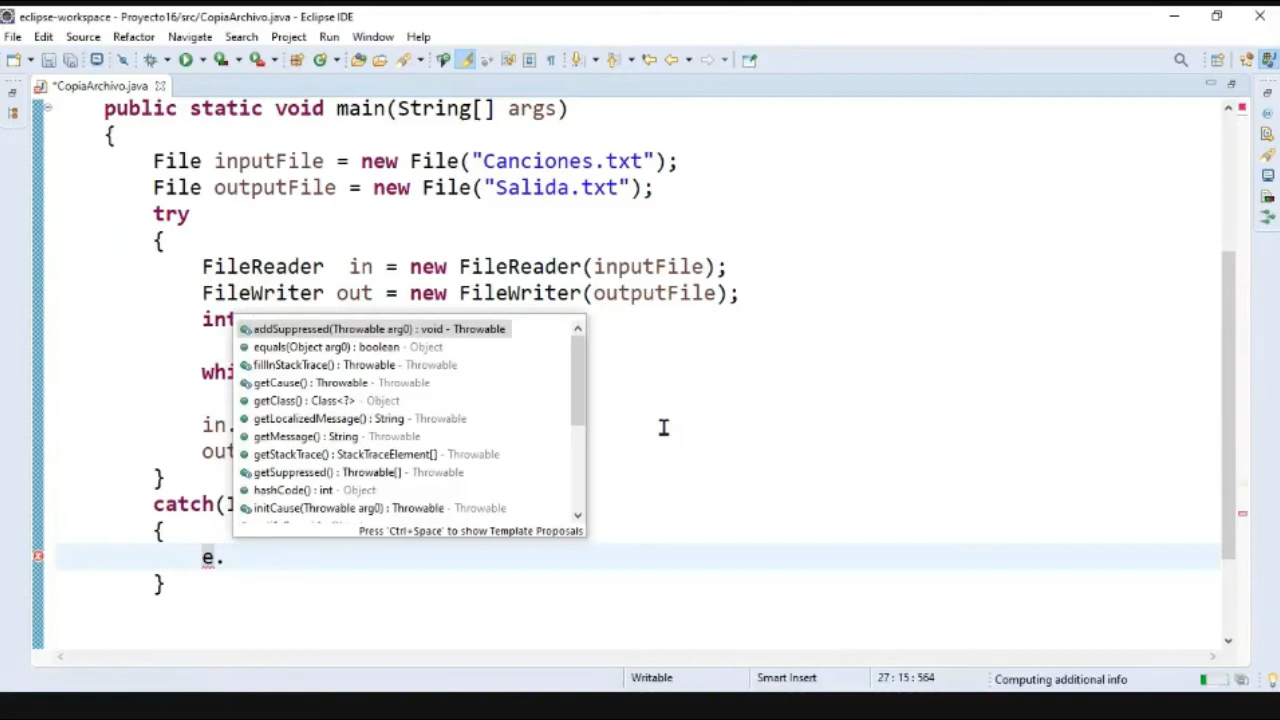 eclipse-workspace - Proyecto16/src/CopiaArchivo.java - Eclipse IDE
File Edit Source Refactor Navigate Search Project Run Window Help
*CopiaArchivo.java
public static void main(String[] args)
{
File inputFile = new File("Canciones.txt");
File outputFile = new File("Salida.txt");
try
{
FileReader in = new FileReader(inputFile);
FileWriter out = new FileWriter(outputFile);
int
addSuppressed(Throwable arg0) : void - Throwable
equals(Object arg0) : boolean - Object
fillInStackTrace() : Throwable - Throwable
whi
getCause() : Throwable - Throwable
getClass() : Class<?> - Object
getLocalizedMessage() : String - Throwable
in.
getMessage() : String - Throwable
out
getStackTrace() : StackTraceElement[] - Throwable
getSuppressed() : Throwable[] - Throwable
}
hashCode() : int - Object
catch(I
initCause(Throwable arg0) : Throwable - Throwable
{
Press 'Ctrl+Space' to show Template Proposals
e.
}
Writable Smart Insert 27 : 15 : 564 Computing additional info